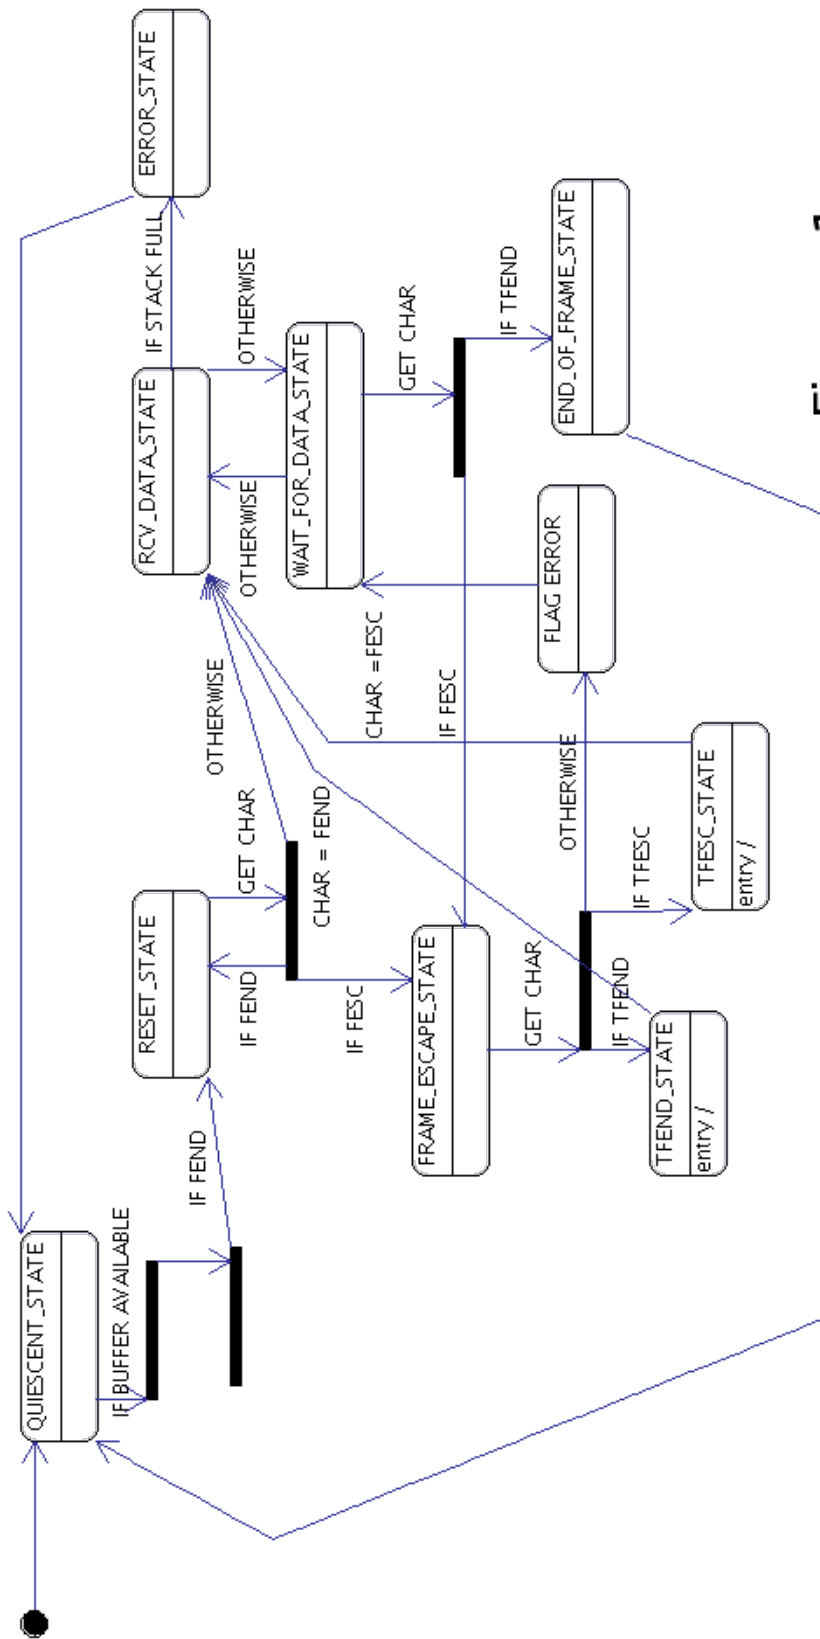 QUIESCENT_STATE
IF BUFFER AVAILABLE
IF FEND
RESET_STATE
GET CHAR
IF FEND
OTHERWISE
IF FESC
CHAR = FEND
RCV_DATA_STATE
IF STACK FULL
ERROR_STATE
OTHERWISE
OTHERWISE
WAIT_FOR_DATA_STATE
GET CHAR
CHAR =FESC
IF FESC
IF TFEND
END_OF_FRAME_STATE
FRAME_ESCAPE_STATE
GET CHAR
OTHERWISE
FLAG ERROR
IF TFEND
IF TFESC
TFEND_STATE
entry /
TFESC_STATE
entry /